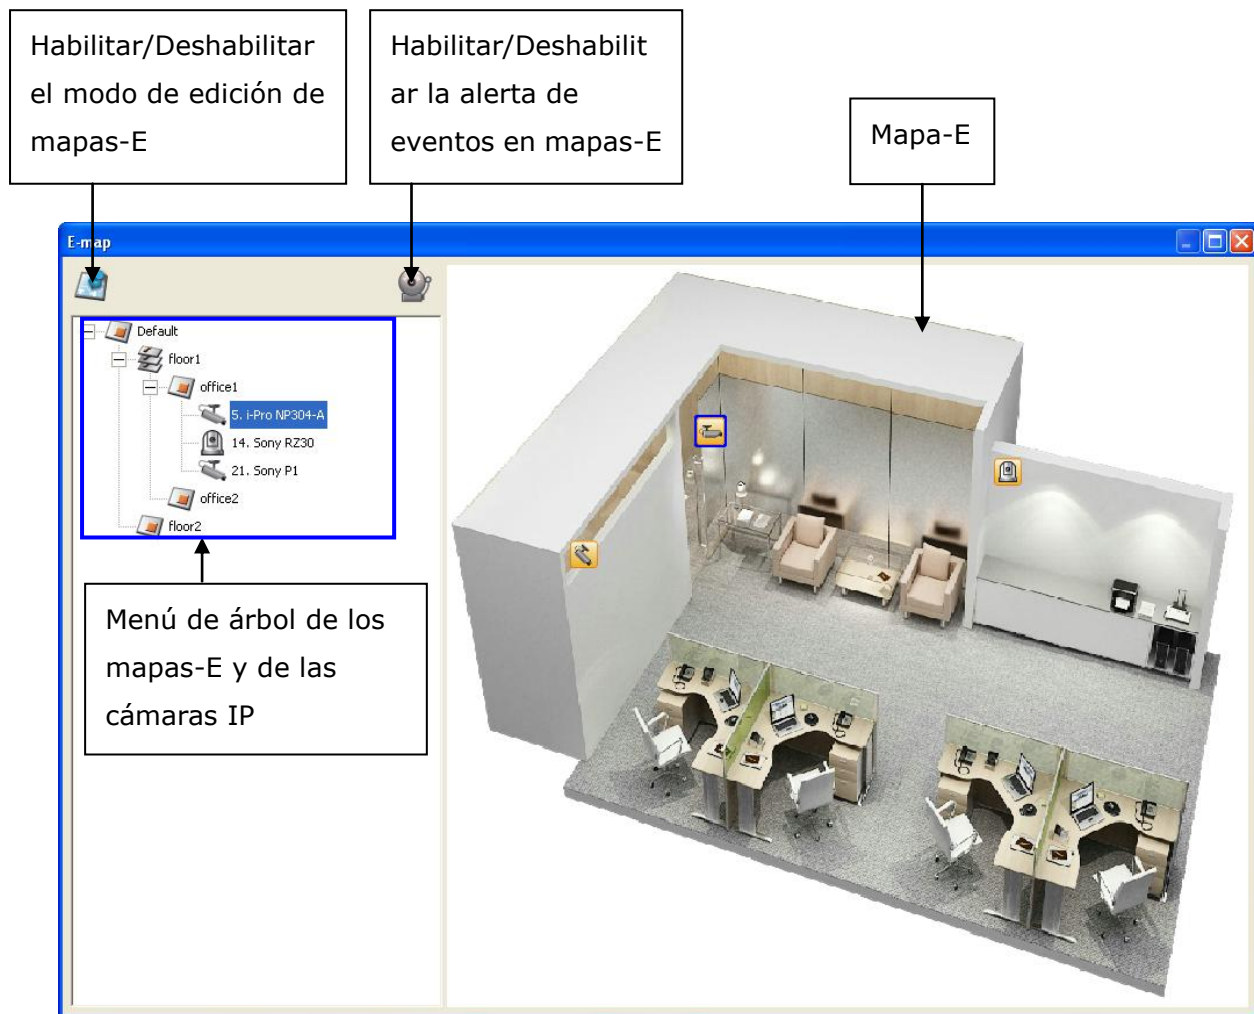 Habilitar/Deshabilitar
el modo de edición de
mapas-E
Habilitar/Deshabilit
ar la alerta de
eventos en mapas-E
Mapa-E
E-map
Default
floor1
office1
5. i-Pro NP304-A
14. Sony RZ30
21. Sony P1
office2
floor2
Menú de árbol de los
mapas-E y de las
cámaras IP